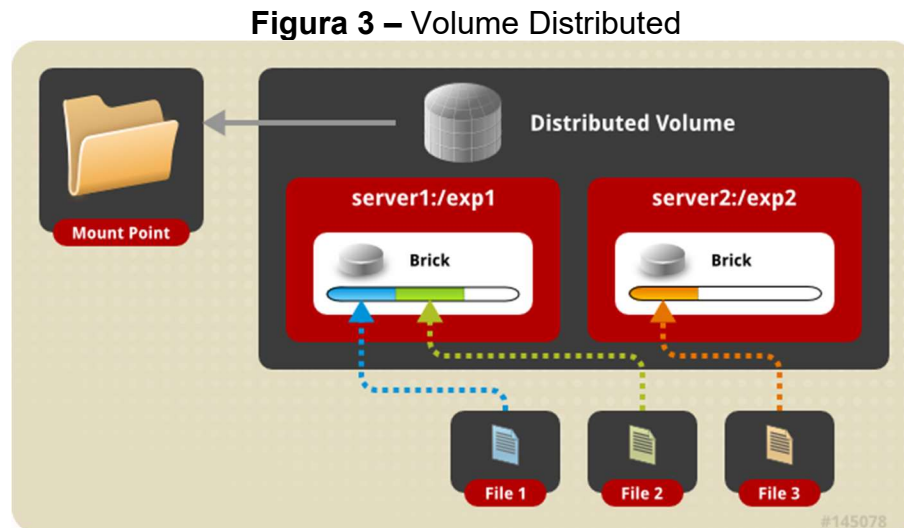 Figura 3 – Volume Distributed
Distributed Volume
server1:/exp1
server2:/exp2
Mount Point
Brick
Brick
File 1
File 2
File 3
#145078